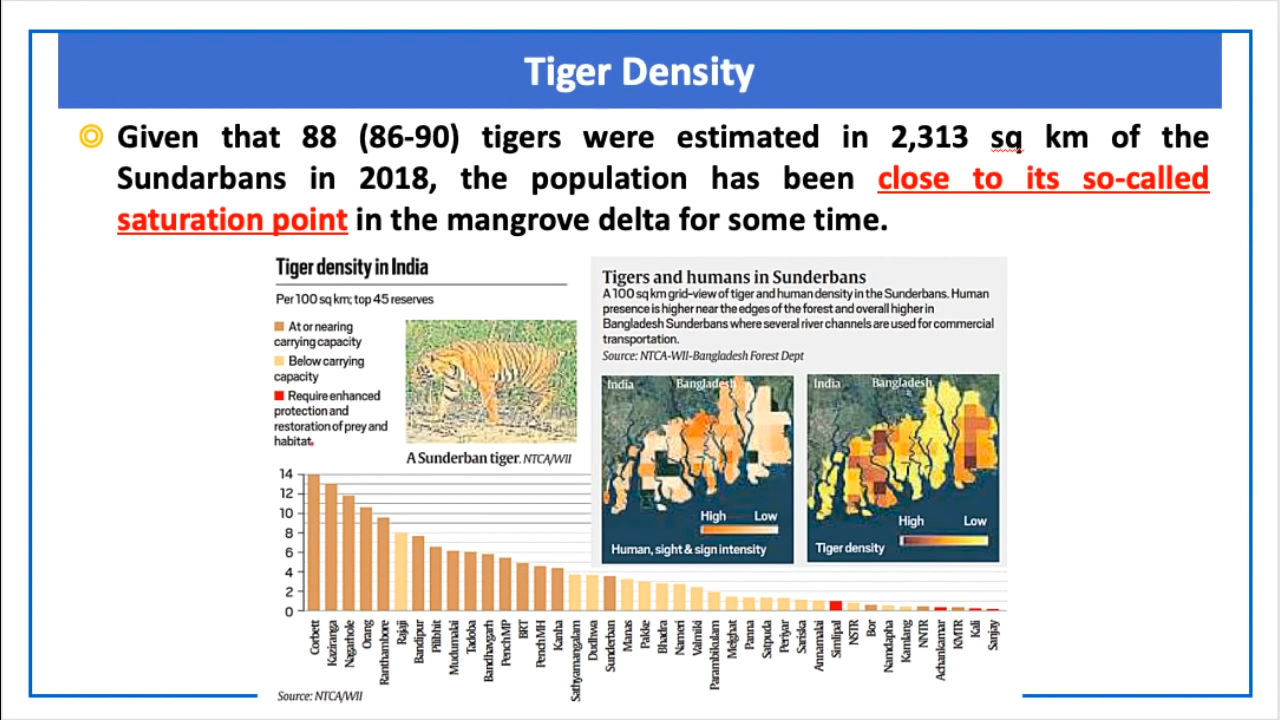 Tiger Density
Given that 88 (86-90) tigers were estimated in 2,313 sq km of the
Sundarbans in 2018, the population has been close to its so-called
saturation point in the mangrove delta for some time.
Tiger density in India
Per 100 sq km; top 45 reserves
At or nearing
carrying capacity
Below carrying
capacity
Require enhanced
protection and
restoration of prey and
habitat.
A Sunderban tiger. NTCA/WII
Tigers and humans in Sunderbans
A 100 sq km grid-view of tiger and human density in the Sunderbans. Human
presence is higher near the edges of the forest and overall higher in
Bangladesh Sunderbans where several river channels are used for commercial
transportation.
Source: NTCA-WII-Bangladesh Forest Dept
India Bangladesh
High Low
Human, sight & sign intensity
India Bangladesh
High Low
Tiger density
14
12
10
8
6
4
2
0
Corbett
Kaziranga
Nagarhole
Orang
Ranthambore
Rajaji
Bandipur
Pilibhit
Mudumalai
Tadoba
Bandhavgarh
Pench MP
BRT
Pench MH
Kanha
Sathyamangalam
Dudhwa
Sunderban
Manas
Pakke
Bhadra
Nameri
Valmiki
Parambikulam
Melghat
Panna
Satpuda
Periyar
Sariska
Annamalai
Simlipal
NSTR
Bor
Namdapha
Kamlang
NNTR
Achankamar
KMTR
Kali
Sanjay
Source: NTCA/WII